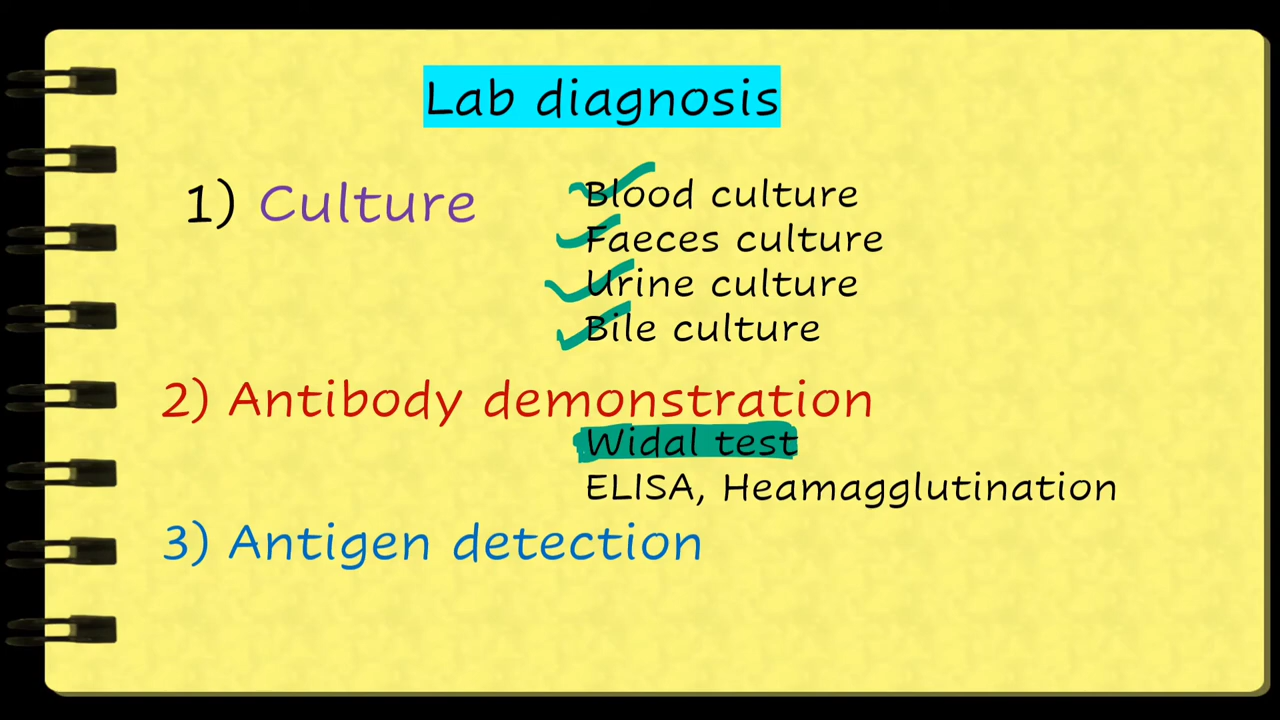 Lab diagnosis
1) Culture
Blood culture
Faeces culture
Urine culture
Bile culture
2) Antibody demonstration
Widal test
ELISA, Heamagglutination
3) Antigen detection